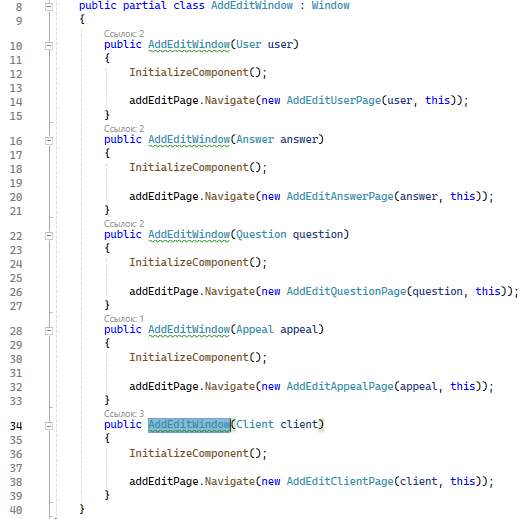 8 public partial class AddEditWindow : Window
9 {
Ссылок: 2
10 public AddEditWindow(User user)
11 {
12 InitializeComponent();
13
14 addEditPage.Navigate(new AddEditUserPage(user, this));
15 }
Ссылок: 2
16 public AddEditWindow(Answer answer)
17 {
18 InitializeComponent();
19
20 addEditPage.Navigate(new AddEditAnswerPage(answer, this));
21 }
Ссылок: 2
22 public AddEditWindow(Question question)
23 {
24 InitializeComponent();
25
26 addEditPage.Navigate(new AddEditQuestionPage(question, this));
27 }
Ссылок: 1
28 public AddEditWindow(Appeal appeal)
29 {
30 InitializeComponent();
31
32 addEditPage.Navigate(new AddEditAppealPage(appeal, this));
33 }
Ссылок: 3
34 public AddEditWindow(Client client)
35 {
36 InitializeComponent();
37
38 addEditPage.Navigate(new AddEditClientPage(client, this));
39 }
40 }